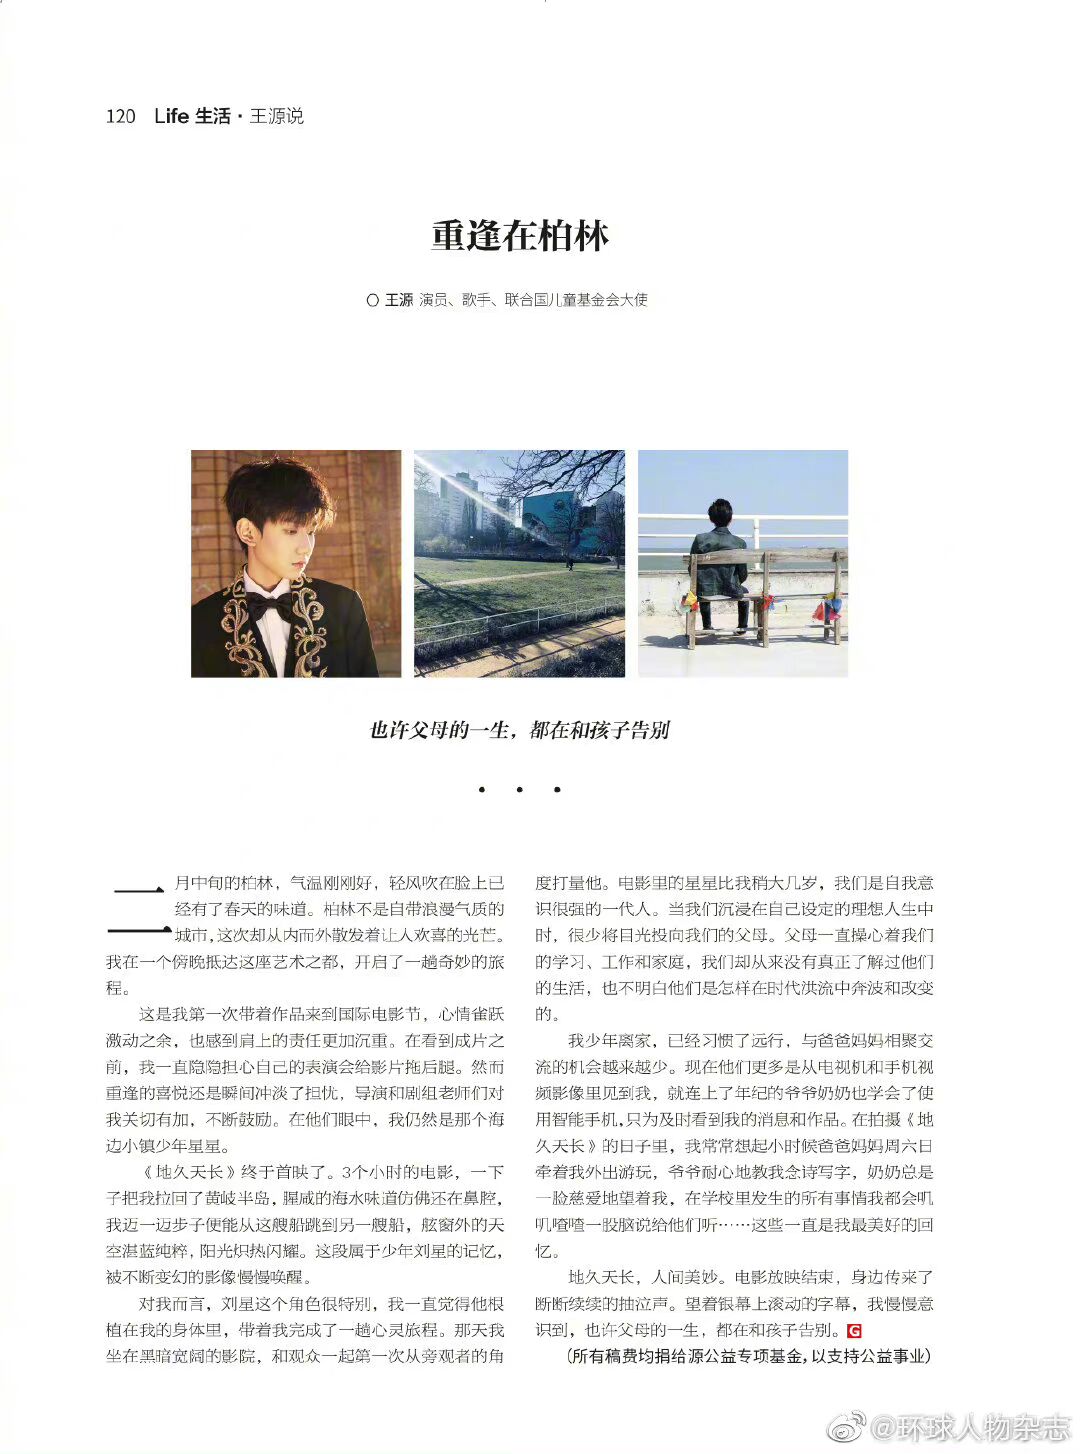 120 Life 生活·王源说
重逢在柏林
○ 王源 演员、歌手、联合国儿童基金会大使
也许父母的一生，都在和孩子告别
• • •
二月中旬的柏林，气温刚刚好，轻风吹在脸上已
经有了春天的味道。柏林不是自带浪漫气质的
城市，这次却从内而外散发着让人欢喜的光芒。
我在一个傍晚抵达这座艺术之都，开启了一趟奇妙的旅
程。
这是我第一次带着作品来到国际电影节，心情雀跃
激动之余，也感到肩上的责任更加沉重。在看到成片之
前，我一直隐隐担心自己的表演会给影片拖后腿。然而
重逢的喜悦还是瞬间冲淡了担忧，导演和剧组老师们对
我关切有加，不断鼓励。在他们眼中，我仍然是那个海
边小镇少年星星。
《地久天长》终于首映了。3个小时的电影，一下
子把我拉回了黄岐半岛，腥咸的海水味道仿佛还在鼻腔，
我迈一迈步子便能从这艘船跳到另一艘船，舷窗外的天
空湛蓝纯粹，阳光炽热闪耀。这段属于少年刘星的记忆，
被不断变幻的影像慢慢唤醒。
对我而言，刘星这个角色很特别，我一直觉得他根
植在我的身体里，带着我完成了一趟心灵旅程。那天我
坐在黑暗宽阔的影院，和观众一起第一次从旁观者的角
度打量他。电影里的星星比我稍大几岁，我们是自我意
识很强的一代人。当我们沉浸在自己设定的理想人生中
时，很少将目光投向我们的父母。父母一直操心着我们
的学习、工作和家庭，我们却从来没有真正了解过他们
的生活，也不明白他们是怎样在时代洪流中奔波和改变
的。
我少年离家，已经习惯了远行，与爸爸妈妈相聚交
流的机会越来越少。现在他们更多是从电视机和手机视
频影像里见到我，就连上了年纪的爷爷奶奶也学会了使
用智能手机，只为及时看到我的消息和作品。在拍摄《地
久天长》的日子里，我常常想起小时候爸爸妈妈周六日
牵着我外出游玩，爷爷耐心地教我念诗写字，奶奶总是
一脸慈爱地望着我，在学校里发生的所有事情我都会叽
叽喳喳一股脑说给他们听……这些一直是我最美好的回
忆。
地久天长，人间美妙。电影放映结束，身边传来了
断断续续的抽泣声。望着银幕上滚动的字幕，我慢慢意
识到，也许父母的一生，都在和孩子告别。G
（所有稿费均捐给源公益专项基金，以支持公益事业）
@环球人物杂志